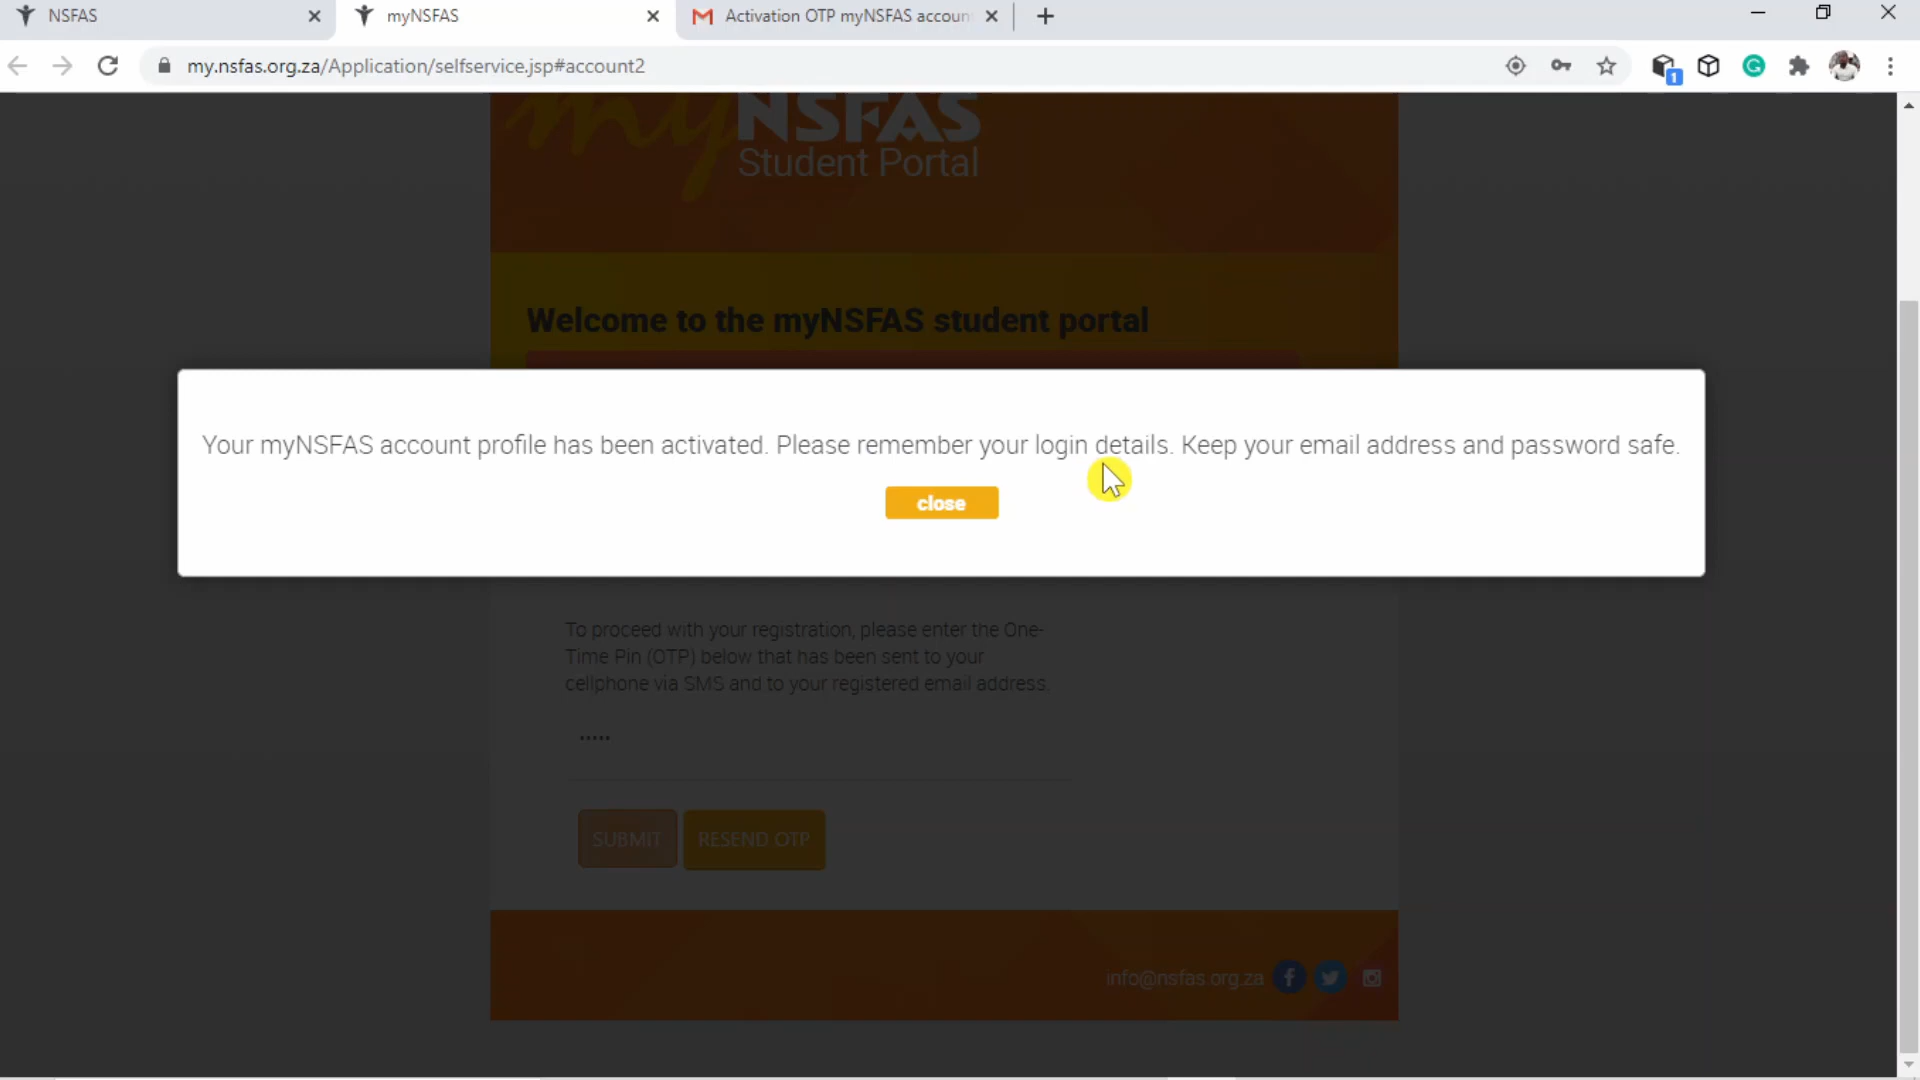 NSFAS
myNSFAS
Activation OTP myNSFAS accoun
my.nsfas.org.za/Application/selfservice.jsp#account2
1
myNSFAS
Student Portal
Welcome to the myNSFAS student portal
Your myNSFAS account profile has been activated. Please remember your login details. Keep your email address and password safe.
close
To proceed with your registration, please enter the One-
Time Pin (OTP) below that has been sent to your
cellphone via SMS and to your registered email address.
•••••
SUBMIT RESEND OTP
info@nsfas.org.za